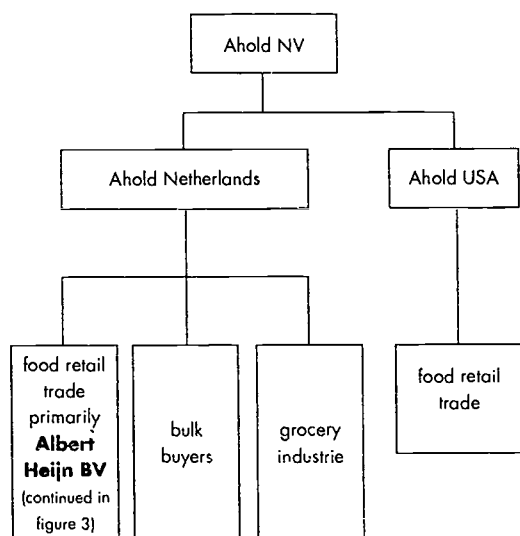 Ahold NV
Ahold Netherlands
Ahold USA
food retail
trade
primarily
Albert
Heijn BV
(continued in
figure 3)
bulk
buyers
grocery
industrie
food retail
trade